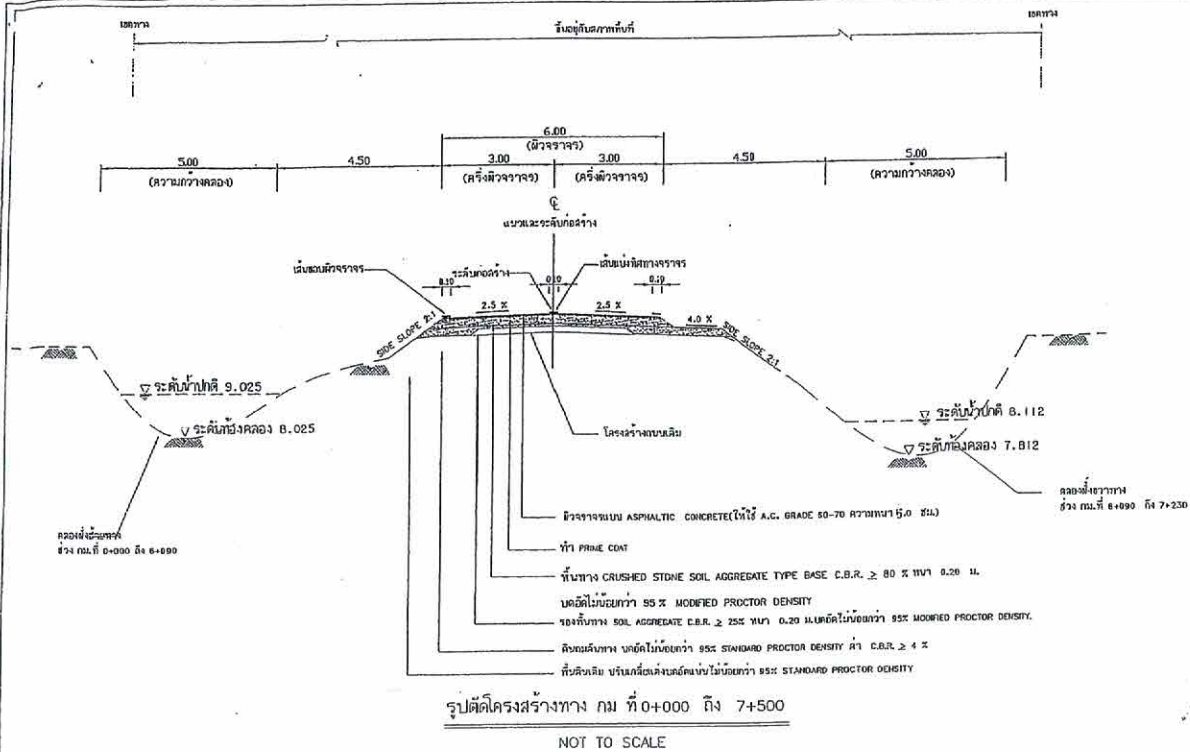 เขตทาง
เขตทาง
ขึ้นอยู่กับสภาพพื้นที่
6.00
(ผิวจราจร)
5.00 4.50 3.00 3.00 4.50 5.00
(ความกว้างคลอง) (ครึ่งผิวจราจร) (ครึ่งผิวจราจร) (ความกว้างคลอง)
℄
แนวและระดับก่อสร้าง
เส้นขอบผิวจราจร ระดับก่อสร้าง เส้นแบ่งทิศทางจราจร
0.10 0.10 0.10
2.5 % 2.5 %
SIDE SLOPE 2:1 4.0 % SIDE SLOPE 2:1
ระดับน้ำปกติ 9.025
ระดับท้องคลอง 8.025
ระดับน้ำปกติ 8.112
ระดับท้องคลอง 7.812
โครงสร้างถนนเดิม
คลองฝั่งซ้ายทาง
ช่วง กม.ที่ 0+000 ถึง 6+890
คลองฝั่งขวาทาง
ช่วง กม.ที่ 6+890 ถึง 7+230
ผิวจราจรแบบ ASPHALTIC CONCRETE(ให้ใช้ A.C. GRADE 60-70 ความหนา 5.0 ซม.)
ทำ PRIME COAT
พื้นทาง CRUSHED STONE SOIL AGGREGATE TYPE BASE C.B.R. ≥ 80 % หนา 0.20 ม.
บดอัดไม่น้อยกว่า 95 % MODIFIED PROCTOR DENSITY
รองพื้นทาง SOIL AGGREGATE C.B.R. ≥ 25% หนา 0.20 ม.บดอัดไม่น้อยกว่า 95% MODIFIED PROCTOR DENSITY.
ดินถมคันทาง บดอัดไม่น้อยกว่า 95% STANDARD PROCTOR DENSITY ค่า C.B.R. ≥ 4 %
พื้นดินเดิม ปรับเกลี่ยแต่งบดอัดแน่นไม่น้อยกว่า 95% STANDARD PROCTOR DENSITY
รูปตัดโครงสร้างทาง กม ที่ 0+000 ถึง 7+500
NOT TO SCALE